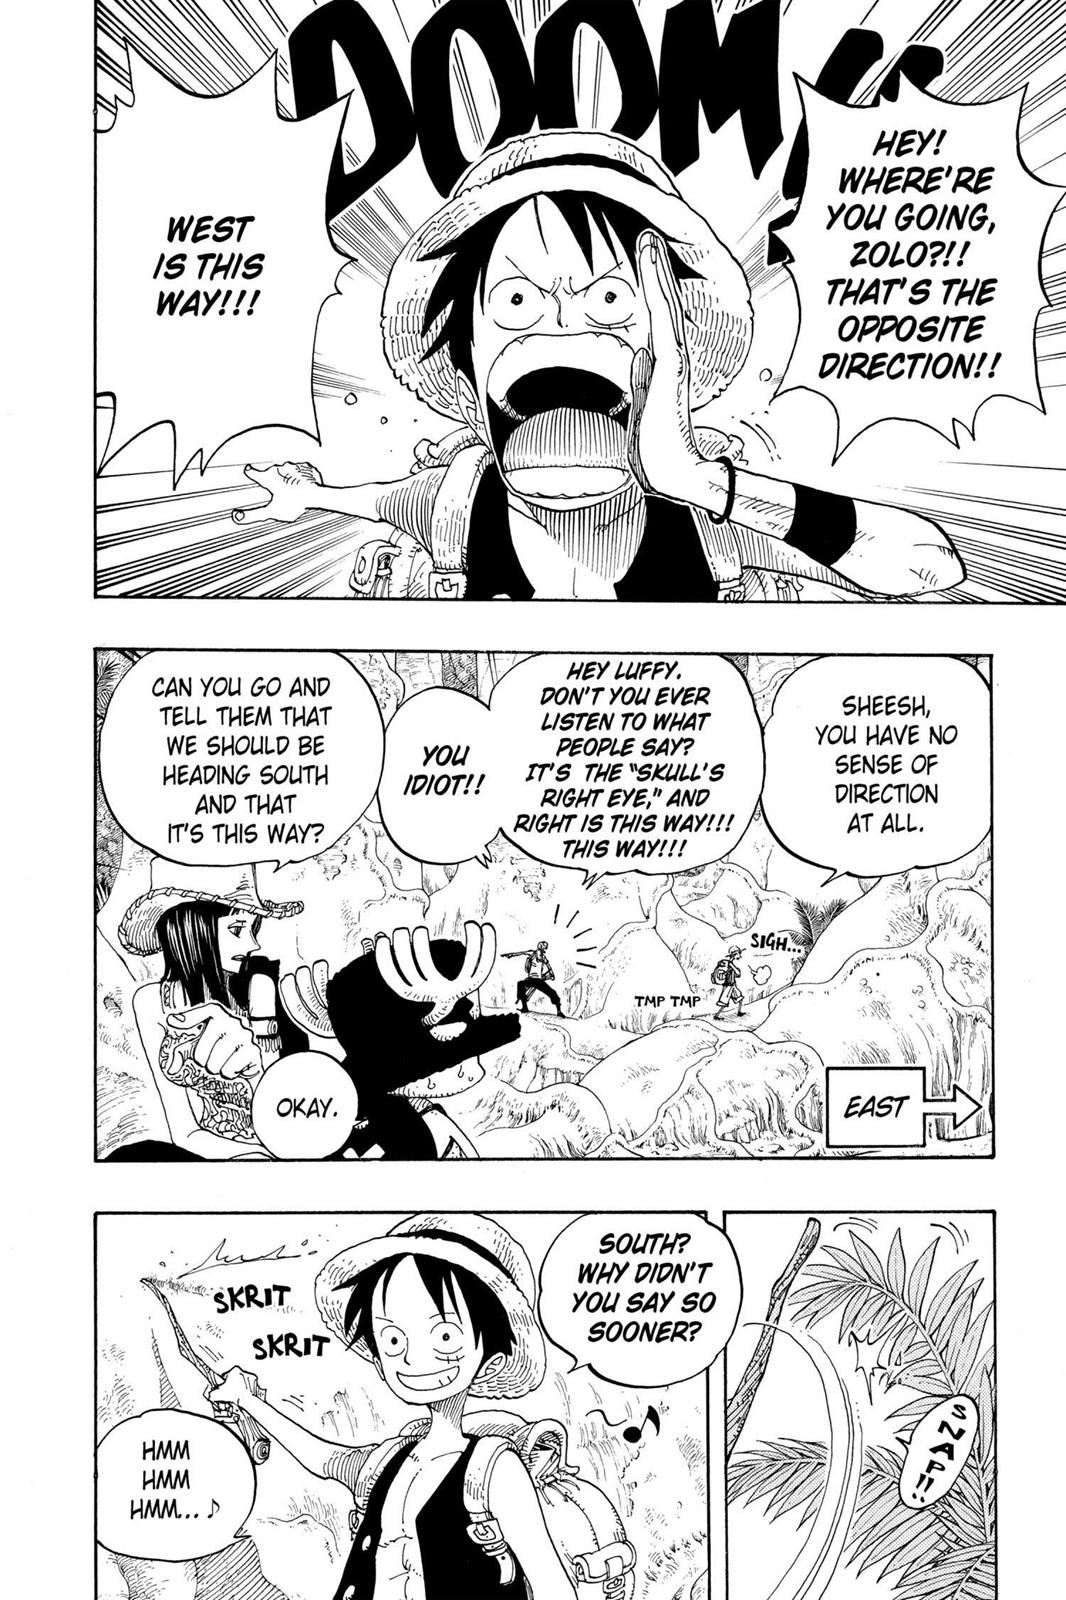 DOOM!!
HEY!
WHERE'RE
YOU GOING,
ZOLO?!!
THAT'S THE
OPPOSITE
DIRECTION!!
WEST
IS THIS
WAY!!!
SHEESH,
YOU HAVE NO
SENSE OF
DIRECTION
AT ALL.
HEY LUFFY.
DON'T YOU EVER
LISTEN TO WHAT
PEOPLE SAY?
IT'S THE "SKULL'S
RIGHT EYE," AND
RIGHT IS THIS WAY!!!
THIS WAY!!!
YOU
IDIOT!!
CAN YOU GO AND
TELL THEM THAT
WE SHOULD BE
HEADING SOUTH
AND THAT
IT'S THIS WAY?
SIGH...
TMP TMP
OKAY.
EAST
SNAP!!
SOUTH?
WHY DIDN'T
YOU SAY SO
SOONER?
SKRIT
SKRIT
HMM
HMM
HMM...♪